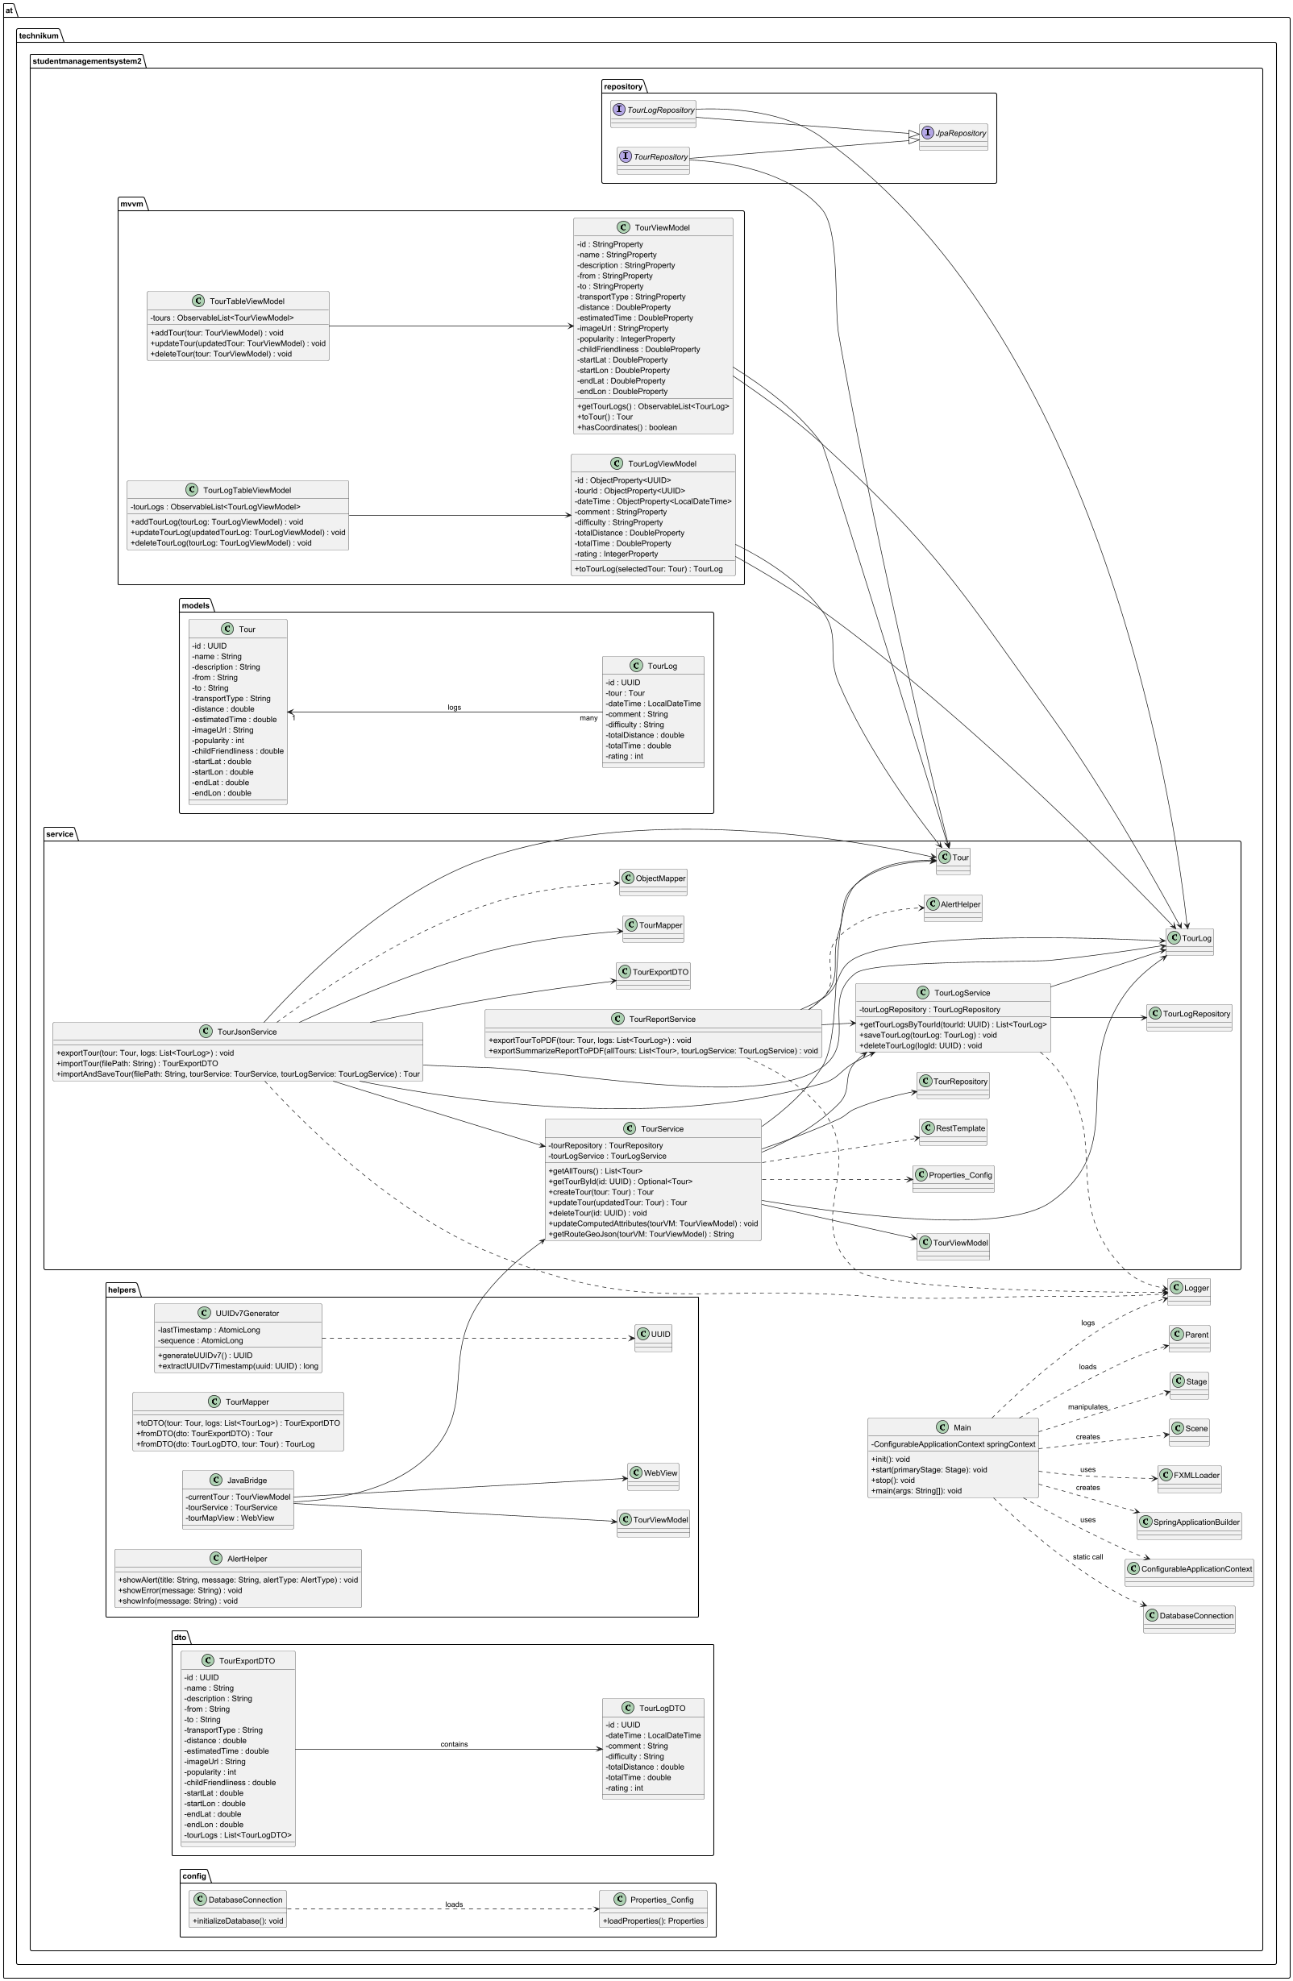 at
technikum
studentmanagementsystem2
repository
I TourLogRepository
I JpaRepository
I TourRepository
mvvm
C TourViewModel
-id : StringProperty
-name : StringProperty
-description : StringProperty
-from : StringProperty
-to : StringProperty
-transportType : StringProperty
-distance : DoubleProperty
-estimatedTime : DoubleProperty
-imageUrl : StringProperty
-popularity : IntegerProperty
-childFriendliness : DoubleProperty
-startLat : DoubleProperty
-startLon : DoubleProperty
-endLat : DoubleProperty
-endLon : DoubleProperty
+getTourLogs() : ObservableList<TourLog>
+toTour() : Tour
+hasCoordinates() : boolean
C TourTableViewModel
-tours : ObservableList<TourViewModel>
+addTour(tour: TourViewModel) : void
+updateTour(updatedTour: TourViewModel) : void
+deleteTour(tour: TourViewModel) : void
C TourLogViewModel
-id : ObjectProperty<UUID>
-tourId : ObjectProperty<UUID>
-dateTime : ObjectProperty<LocalDateTime>
-comment : StringProperty
-difficulty : StringProperty
-totalDistance : DoubleProperty
-totalTime : DoubleProperty
-rating : IntegerProperty
+toTourLog(selectedTour: Tour) : TourLog
C TourLogTableViewModel
-tourLogs : ObservableList<TourLogViewModel>
+addTourLog(tourLog: TourLogViewModel) : void
+updateTourLog(updatedTourLog: TourLogViewModel) : void
+deleteTourLog(tourLog: TourLogViewModel) : void
models
C Tour
-id : UUID
-name : String
-description : String
-from : String
-to : String
-transportType : String
-distance : double
-estimatedTime : double
-imageUrl : String
-popularity : int
-childFriendliness : double
-startLat : double
-startLon : double
-endLat : double
-endLon : double
logs
1
many
C TourLog
-id : UUID
-tour : Tour
-dateTime : LocalDateTime
-comment : String
-difficulty : String
-totalDistance : double
-totalTime : double
-rating : int
service
C Tour
C ObjectMapper
C AlertHelper
C TourMapper
C TourLog
C TourExportDTO
C TourLogService
-tourLogRepository : TourLogRepository
+getTourLogsByTourId(tourId: UUID) : List<TourLog>
+saveTourLog(tourLog: TourLog) : void
+deleteTourLog(logId: UUID) : void
C TourLogRepository
C TourReportService
+exportTourToPDF(tour: Tour, logs: List<TourLog>) : void
+exportSummarizeReportToPDF(allTours: List<Tour>, tourLogService: TourLogService) : void
C TourJsonService
+exportTour(tour: Tour, logs: List<TourLog>) : void
+importTour(filePath: String) : TourExportDTO
+importAndSaveTour(filePath: String, tourService: TourService, tourLogService: TourLogService) : Tour
C TourRepository
C TourService
-tourRepository : TourRepository
-tourLogService : TourLogService
+getAllTours() : List<Tour>
+getTourById(id: UUID) : Optional<Tour>
+createTour(tour: Tour) : Tour
+updateTour(updatedTour: Tour) : Tour
+deleteTour(id: UUID) : void
+updateComputedAttributes(tourVM: TourViewModel) : void
+getRouteGeoJson(tourVM: TourViewModel) : String
C RestTemplate
C Properties_Config
C TourViewModel
helpers
C UUIDv7Generator
-lastTimestamp : AtomicLong
-sequence : AtomicLong
+generateUUIDv7() : UUID
+extractUUIDv7Timestamp(uuid: UUID) : long
C UUID
C TourMapper
+toDTO(tour: Tour, logs: List<TourLog>) : TourExportDTO
+fromDTO(dto: TourExportDTO) : Tour
+fromDTO(dto: TourLogDTO, tour: Tour) : TourLog
C JavaBridge
-currentTour : TourViewModel
-tourService : TourService
-tourMapView : WebView
C WebView
C TourViewModel
C AlertHelper
+showAlert(title: String, message: String, alertType: AlertType) : void
+showError(message: String) : void
+showInfo(message: String) : void
C Logger
logs
C Parent
loads
C Stage
manipulates
C Main
-ConfigurableApplicationContext springContext
+init(): void
+start(primaryStage: Stage): void
+stop(): void
+main(args: String[]): void
C Scene
creates
C FXMLLoader
uses
creates
C SpringApplicationBuilder
uses
C ConfigurableApplicationContext
static call
C DatabaseConnection
dto
C TourExportDTO
-id : UUID
-name : String
-description : String
-from : String
-to : String
-transportType : String
-distance : double
-estimatedTime : double
-imageUrl : String
-popularity : int
-childFriendliness : double
-startLat : double
-startLon : double
-endLat : double
-endLon : double
-tourLogs : List<TourLogDTO>
contains
C TourLogDTO
-id : UUID
-dateTime : LocalDateTime
-comment : String
-difficulty : String
-totalDistance : double
-totalTime : double
-rating : int
config
C DatabaseConnection
+initializeDatabase(): void
loads
C Properties_Config
+loadProperties(): Properties